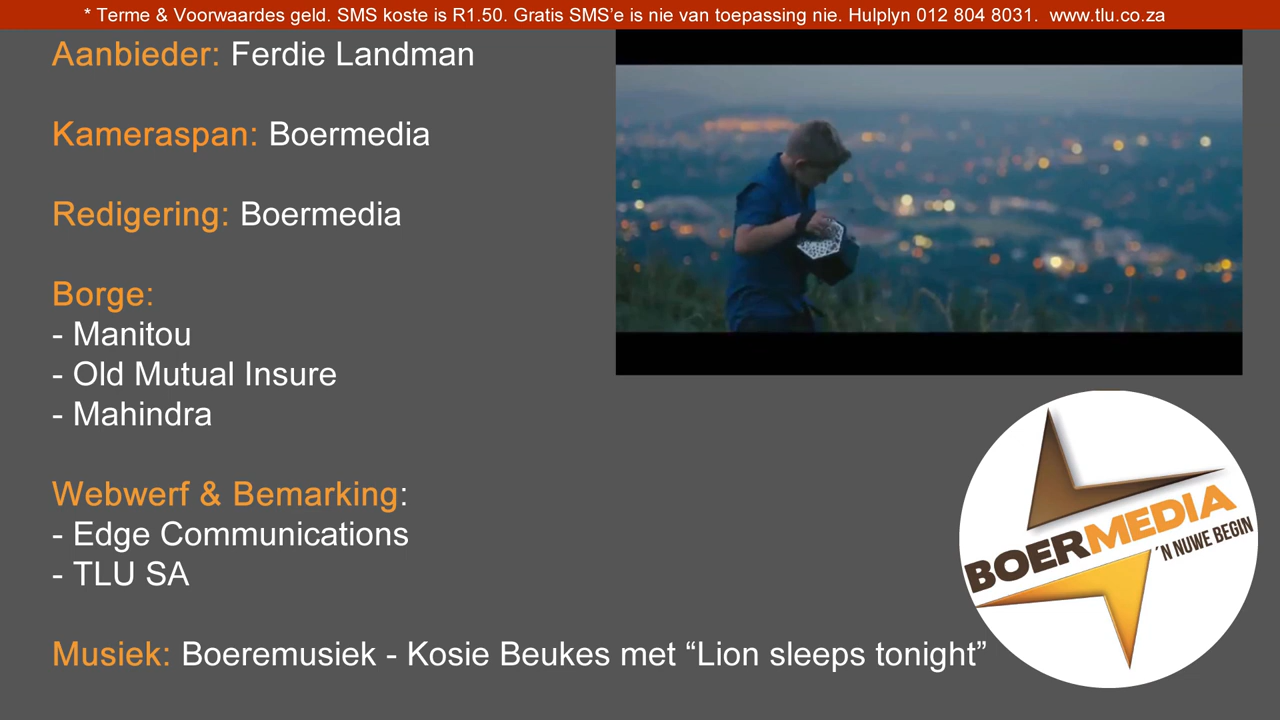 * Terme & Voorwaardes geld. SMS koste is R1.50. Gratis SMS’e is nie van toepassing nie. Hulplyn 012 804 8031. www.tlu.co.za
Aanbieder: Ferdie Landman
Kameraspan: Boermedia
Redigering: Boermedia
Borge:
- Manitou
- Old Mutual Insure
- Mahindra
Webwerf & Bemarking:
- Edge Communications
- TLU SA
Musiek: Boeremusiek - Kosie Beukes met “Lion sleeps tonight”
BOERMEDIA
´N NUWE BEGIN